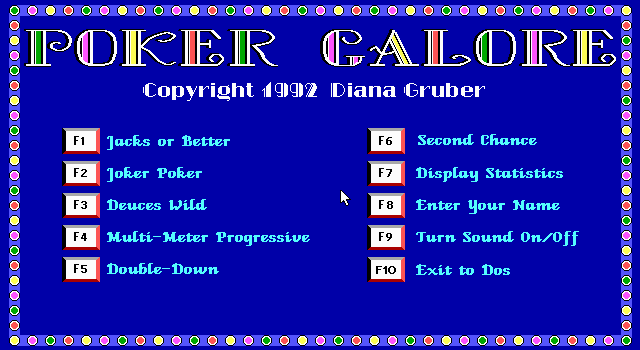 POKER GALORE
Copyright 1992 Diana Gruber
F1 Jacks or Better
F2 Joker Poker
F3 Deuces Wild
F4 Multi-Meter Progressive
F5 Double-Down
F6 Second Chance
F7 Display Statistics
F8 Enter Your Name
F9 Turn Sound On/Off
F10 Exit to Dos